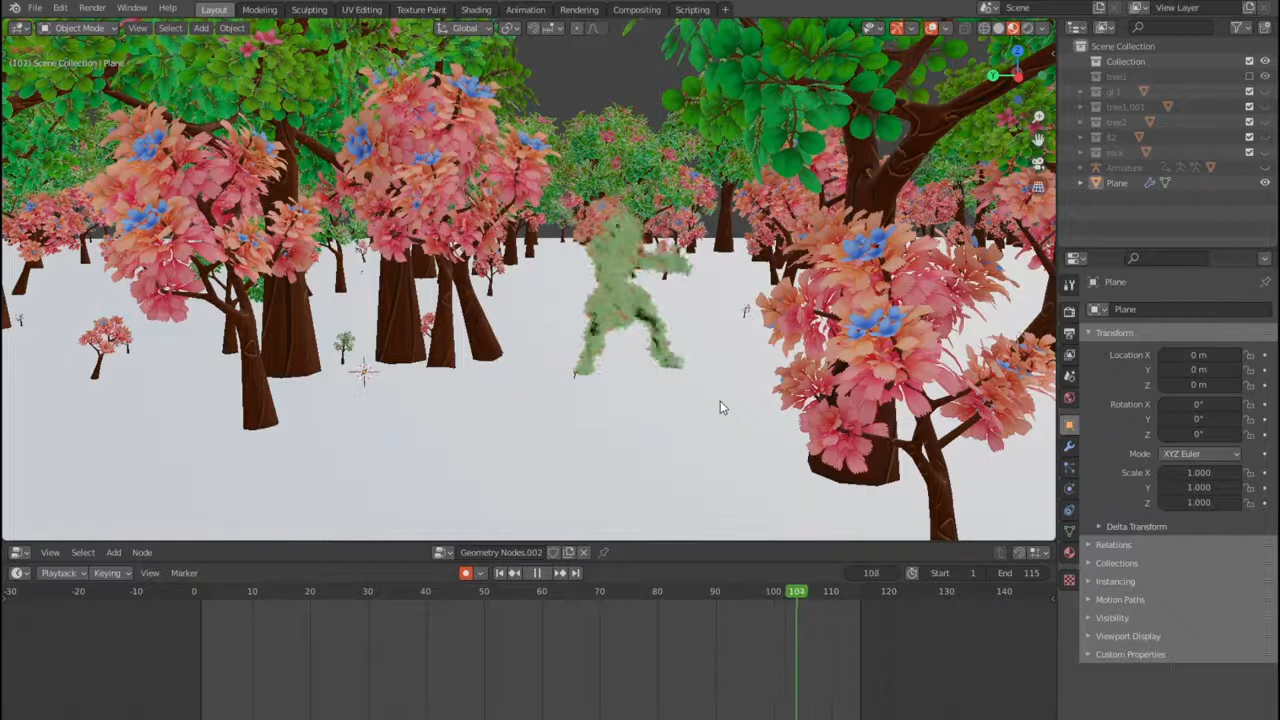 File Edit Render Window Help Layout Modeling Sculpting UV Editing Texture Paint Shading Animation Rendering Compositing Scripting + Scene View Layer
Object Mode View Select Add Object Global
(102) Scene Collection | Plane
Z
Y
Scene Collection
Collection
tree1
gl-1
tree1.001
tree2
Armature
Plane
Plane
Plane
Transform
Location X 0 m
Y 0 m
Z 0 m
Rotation X 0°
Y 0°
Z 0°
Mode XYZ Euler
Scale X 1.000
Y 1.000
Z 1.000
Delta Transform
Relations
Collections
Instancing
Motion Paths
Visibility
Viewport Display
Custom Properties
View Select Add Node Geometry Nodes.002
Playback Keying View Marker 108 Start 1 End 115
-30 -20 -10 0 10 20 30 40 50 60 70 80 90 100 110 120 130 140